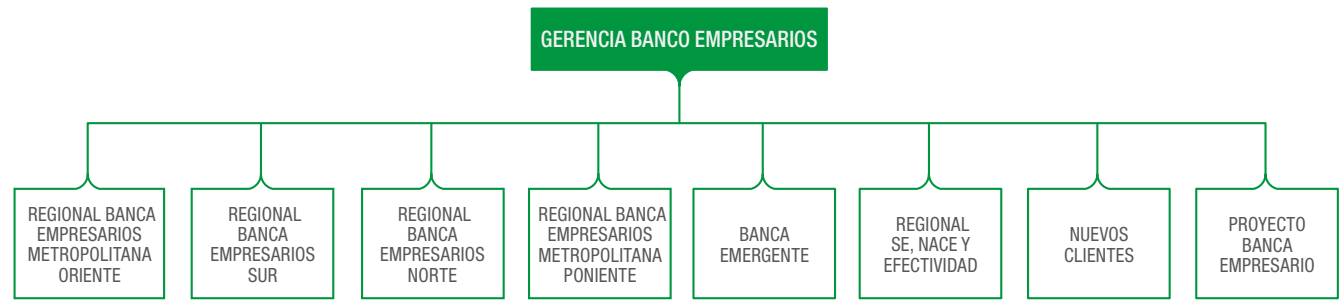 GERENCIA BANCO EMPRESARIOS
REGIONAL BANCA
EMPRESARIOS
METROPOLITANA
ORIENTE
REGIONAL
BANCA
EMPRESARIOS
SUR
REGIONAL
BANCA
EMPRESARIOS
NORTE
REGIONAL BANCA
EMPRESARIOS
METROPOLITANA
PONIENTE
BANCA
EMERGENTE
REGIONAL
SE, NACE Y
EFECTIVIDAD
NUEVOS
CLIENTES
PROYECTO
BANCA
EMPRESARIO